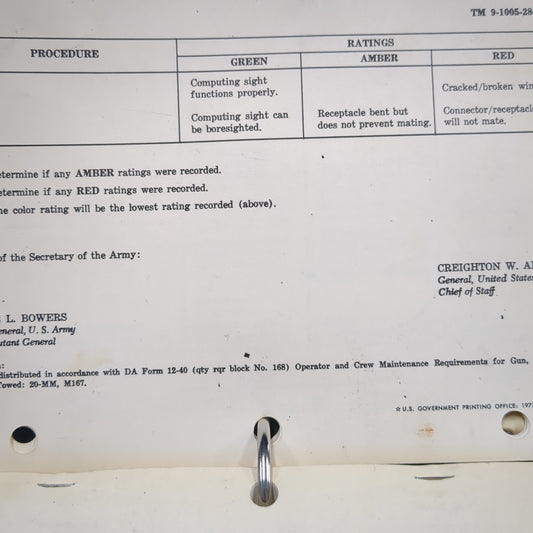 TM 9-1005-28
RATINGS
PROCEDURE
GREEN AMBER RED
Computing sight
functions properly.
Cracked/broken win
Computing sight can
be boresighted.
Receptacle bent but
does not prevent mating.
Connector/receptacl
will not mate.
etermine if any AMBER ratings were recorded.
etermine if any RED ratings were recorded.
he color rating will be the lowest rating recorded (above).
of the Secretary of the Army:
CREIGHTON W. A
General, United States
Chief of Staff
L. BOWERS
eneral, U. S. Army
utant General
distributed in accordance with DA Form 12-40 (qty rqr block No. 168) Operator and Crew Maintenance Requirements for Gun,
Towed: 20-MM, M167.
☆ U.S. GOVERNMENT PRINTING OFFICE: 197